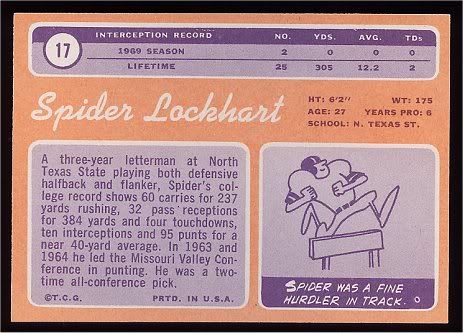 17
INTERCEPTION RECORD NO. YDS. AVG. TDs
1969 SEASON 2 0 0 0
LIFETIME 25 305 12.2 2
Spider Lockhart
HT: 6'2" WT: 175
AGE: 27 YEARS PRO: 6
SCHOOL: N. TEXAS ST.
A three-year letterman at North
Texas State playing both defensive
halfback and flanker, Spider's col-
lege record shows 60 carries for 237
yards rushing, 32 pass receptions
for 384 yards and four touchdowns,
ten interceptions and 95 punts for a
near 40-yard average. In 1963 and
1964 he led the Missouri Valley Con-
ference in punting. He was a two-
time all-conference pick.
©T.C.G. PRTD. IN U.S.A.
SPIDER WAS A FINE
HURDLER IN TRACK.